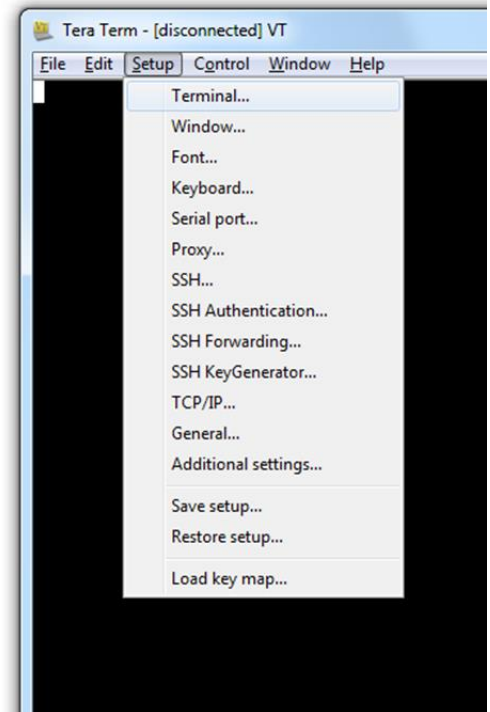 Tera Term - [disconnected] VT
File Edit Setup Control Window Help
Terminal...
Window...
Font...
Keyboard...
Serial port...
Proxy...
SSH...
SSH Authentication...
SSH Forwarding...
SSH KeyGenerator...
TCP/IP...
General...
Additional settings...
Save setup...
Restore setup...
Load key map...